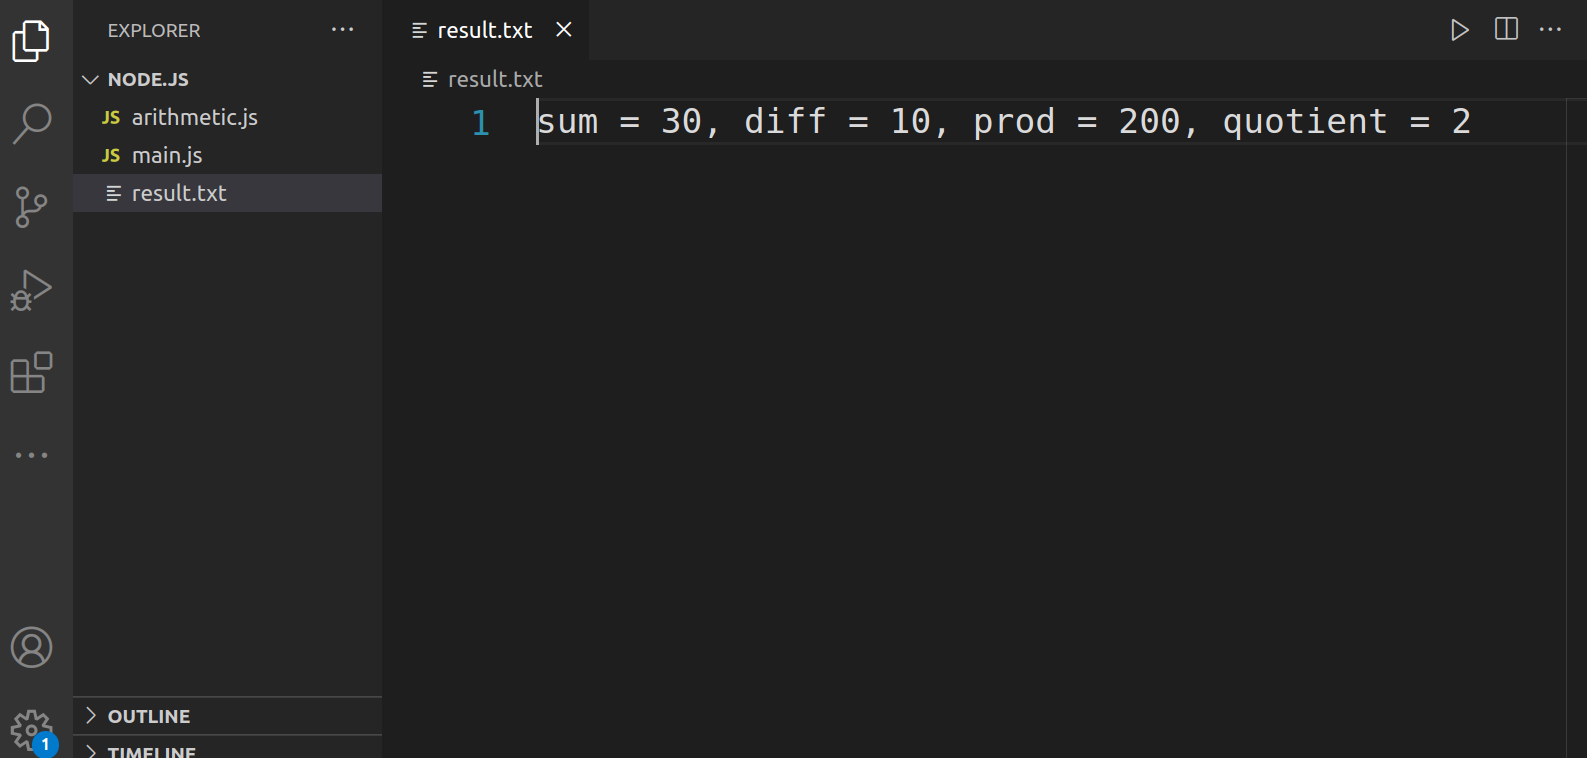 EXPLORER
NODE.JS
JS arithmetic.js
JS main.js
result.txt
OUTLINE
TIMELINE
1
result.txt
result.txt
1 sum = 30, diff = 10, prod = 200, quotient = 2